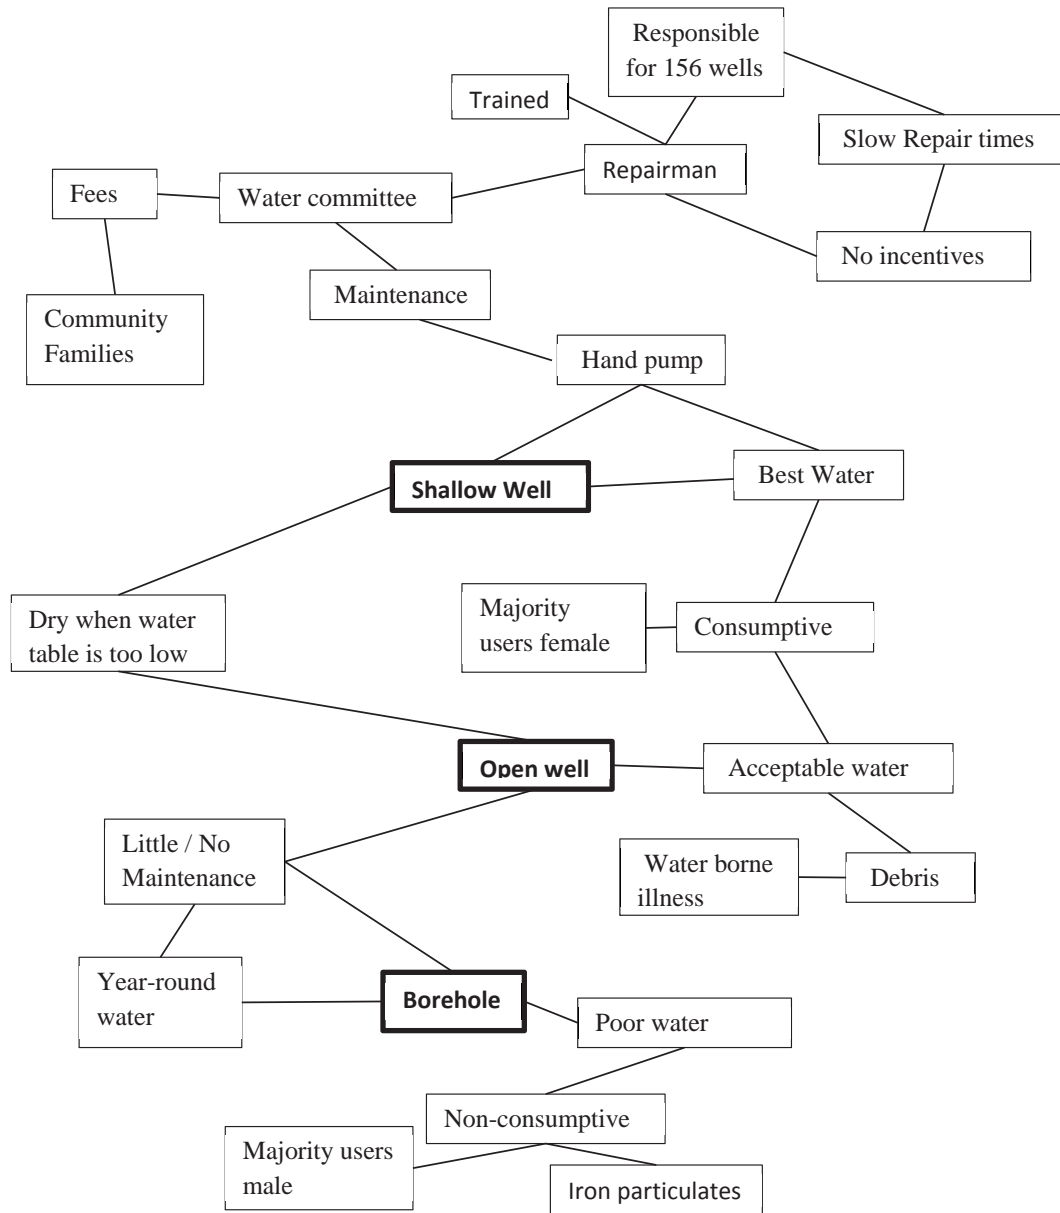 Responsible
for 156 wells
Trained
Slow Repair times
Repairman
Fees
Water committee
No incentives
Maintenance
Community
Families
Hand pump
Shallow Well
Best Water
Dry when water
table is too low
Majority
users female
Consumptive
Open well
Acceptable water
Little / No
Maintenance
Water borne
illness
Debris
Year-round
water
Borehole
Poor water
Non-consumptive
Majority users
male
Iron particulates